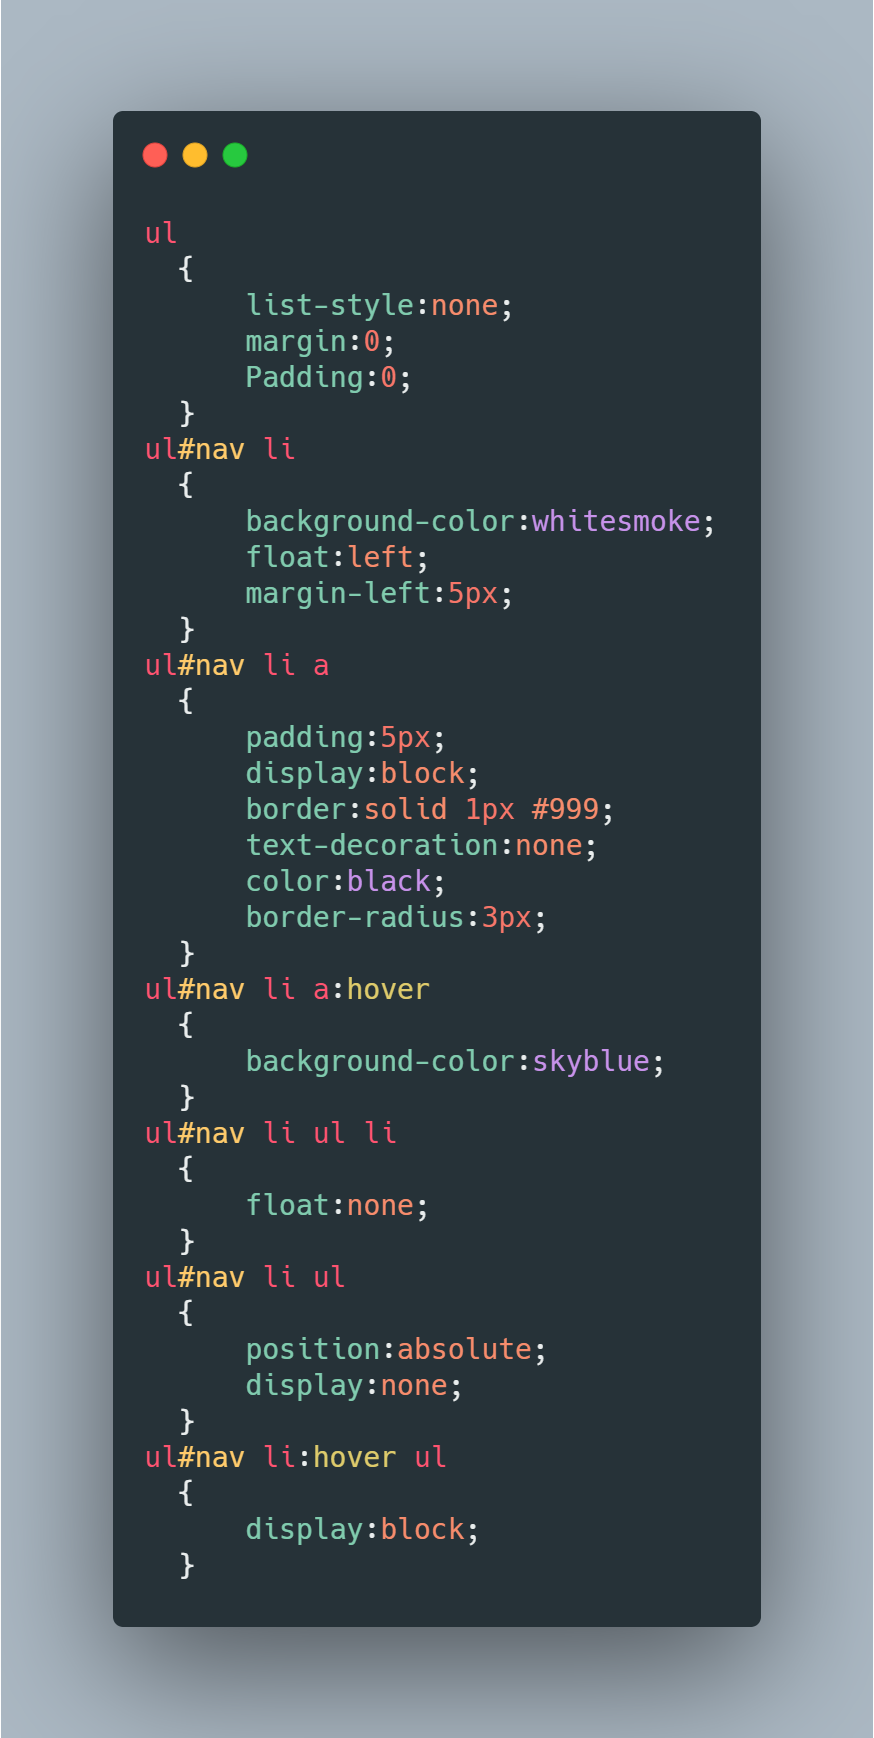 ul
  {
      list-style:none;
      margin:0;
      Padding:0;
  }
ul#nav li
  {
      background-color:whitesmoke;
      float:left;
      margin-left:5px;
  }
ul#nav li a
  {
      padding:5px;
      display:block;
      border:solid 1px #999;
      text-decoration:none;
      color:black;
      border-radius:3px;
  }
ul#nav li a:hover
  {
      background-color:skyblue;
  }
ul#nav li ul li
  {
      float:none;
  }
ul#nav li ul
  {
      position:absolute;
      display:none;
  }
ul#nav li:hover ul
  {
      display:block;
  }